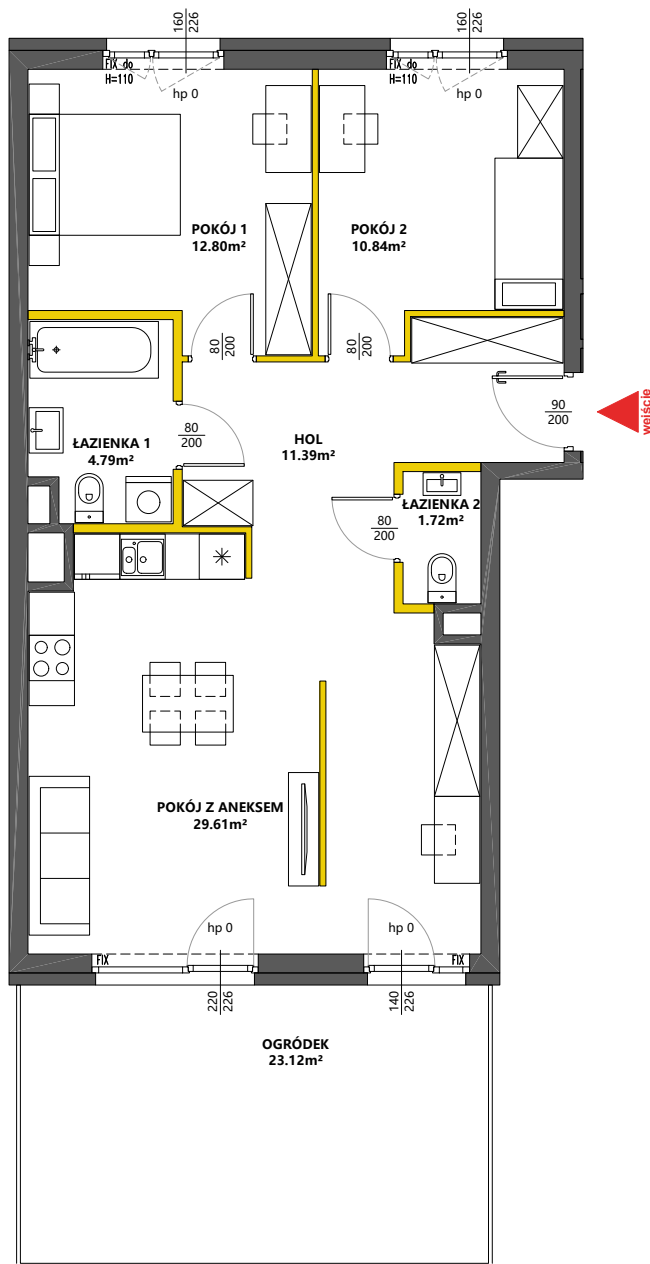 160
226
160
226
FIX do
H=110
hp 0
FIX do
H=110
hp 0
POKÓJ 1
12.80m²
POKÓJ 2
10.84m²
80
200
80
200
90
200
wejście
ŁAZIENKA 1
4.79m²
80
200
HOL
11.39m²
ŁAZIENKA 2
1.72m²
80
200
POKÓJ Z ANEKSEM
29.61m²
hp 0
hp 0
FIX
FIX
220
226
140
226
OGRÓDEK
23.12m²